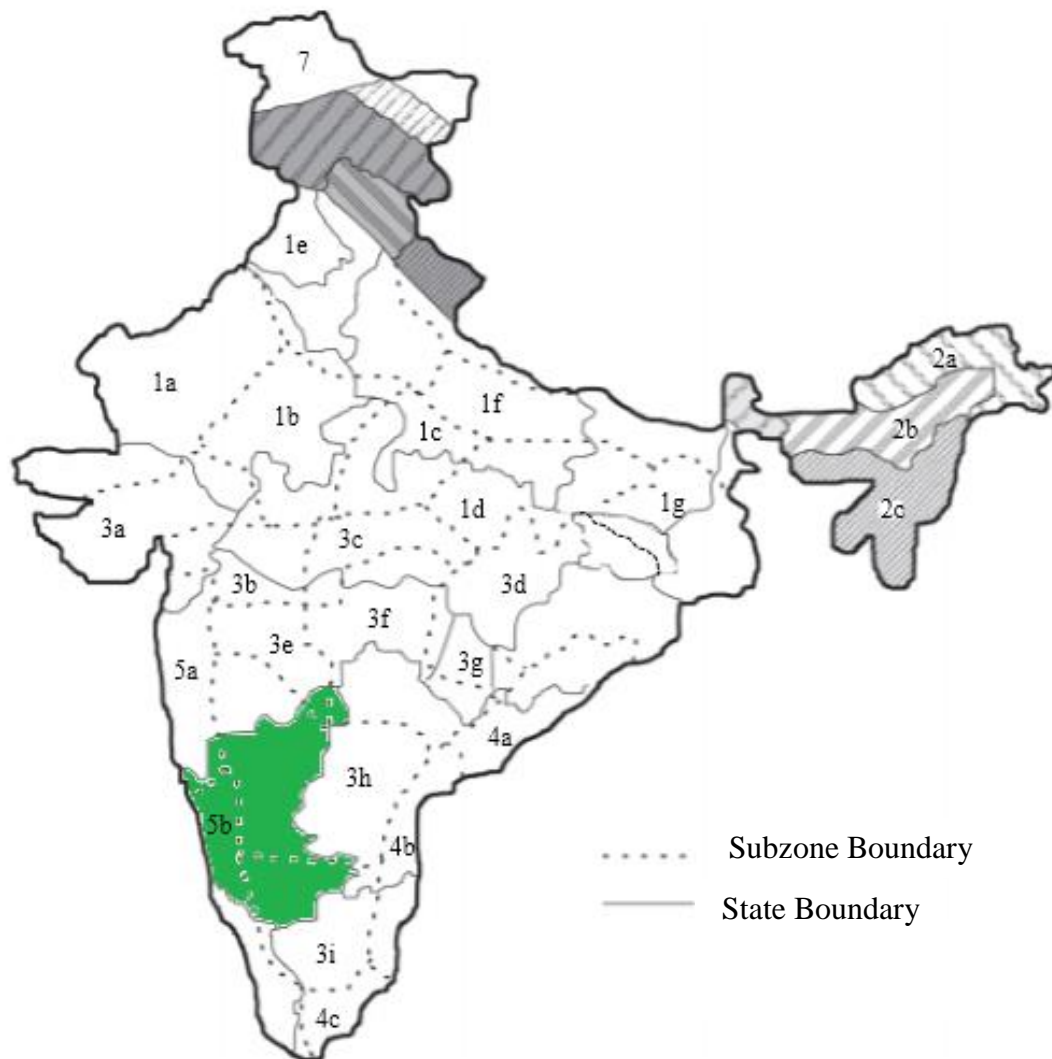 7
1e
2a
1a
1f
2b
1b
1c
2c
1g
1d
3a
3c
3b
3d
3f
3e
3g
5a
4a
3h
5b
4b
Subzone Boundary
State Boundary
3i
4c